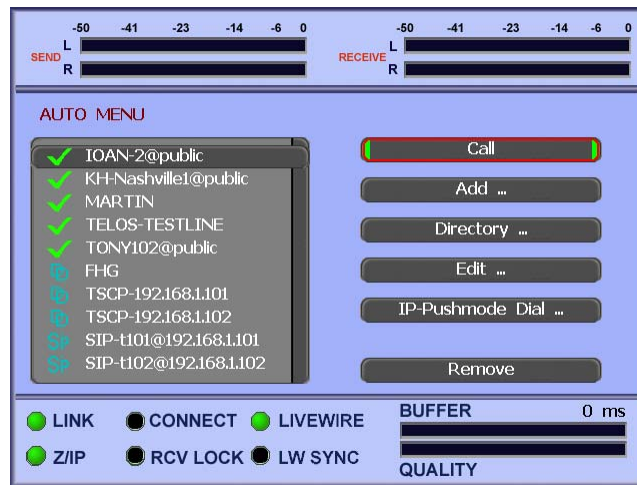 -50 -41 -23 -14 -6 0
-50 -41 -23 -14 -6 0
SEND L
R
RECEIVE L
R
AUTO MENU
IOAN-2@public
KH-Nashville1@public
MARTIN
TELOS-TESTLINE
TONY102@public
FHG
TSCP-192.168.1.101
TSCP-192.168.1.102
SP SIP-t101@192.168.1.101
SP SIP-t102@192.168.1.102
Call
Add ...
Directory ...
Edit ...
IP-Pushmode Dial ...
Remove
LINK CONNECT LIVEWIRE
Z/IP RCV LOCK LW SYNC
BUFFER 0 ms
QUALITY